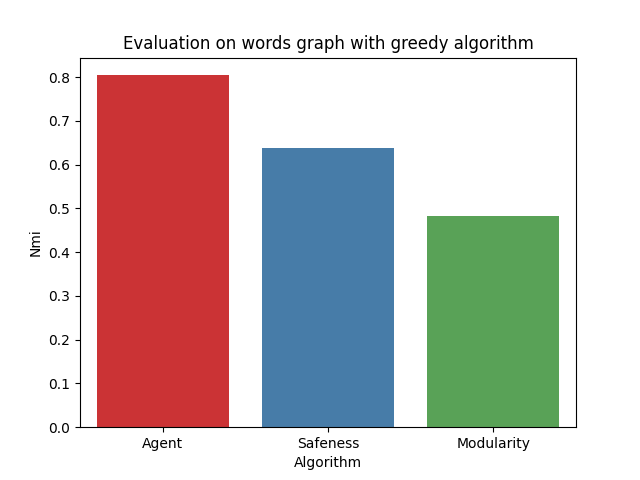 Evaluation on words graph with greedy algorithm
0.8
0.7
0.6
0.5
0.4
0.3
0.2
0.1
0.0
Nmi
Agent
Safeness
Modularity
Algorithm